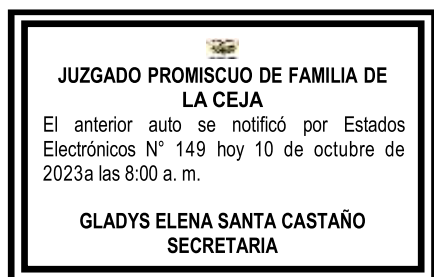 JUZGADO PROMISCUO DE FAMILIA DE
LA CEJA
El anterior auto se notificó por Estados
Electrónicos N° 149 hoy 10 de octubre de
2023a las 8:00 a. m.
GLADYS ELENA SANTA CASTAÑO
SECRETARIA